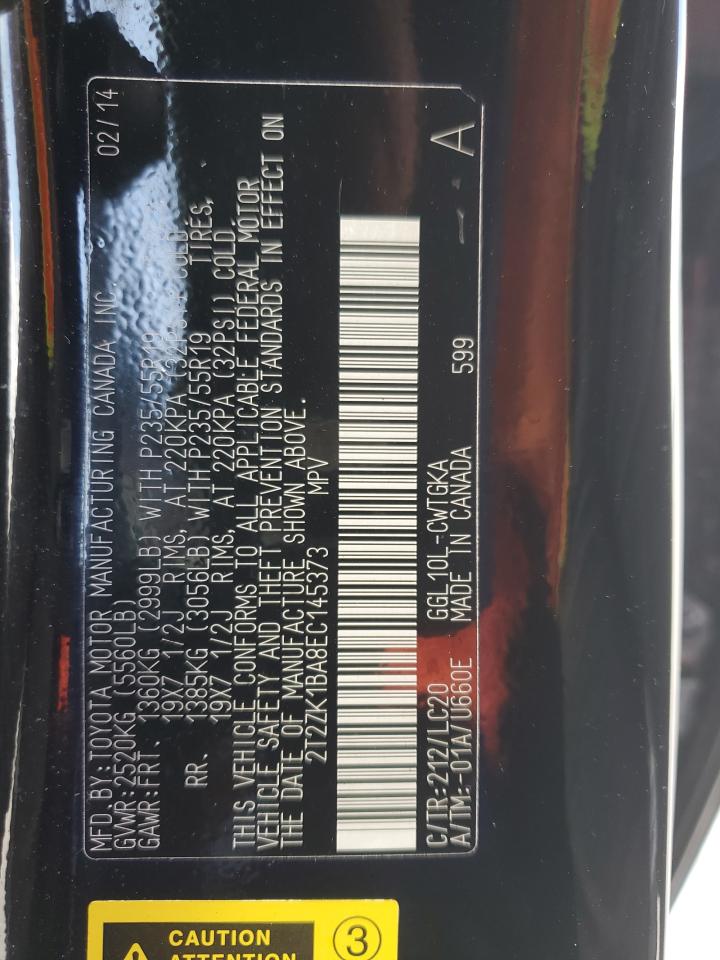 MFD.BY:TOYOTA MOTOR MANUFACTURING CANADA INC. 02/14
GVWR:2520KG (5560LB)
GAWR:FRT. 1360KG (2999LB) WITH P235/55R19
19X7 1/2J RIMS, AT 220KPA (32PSI) COLD
RR. 1385KG (3056LB) WITH P235/55R19 TIRES,
19X7 1/2J RIMS, AT 220KPA (32PSI) COLD.
THIS VEHICLE CONFORMS TO ALL APPLICABLE FEDERAL MOTOR
VEHICLE SAFETY AND THEFT PREVENTION STANDARDS IN EFFECT ON
THE DATE OF MANUFACTURE SHOWN ABOVE.
2T2ZK1BA8EC145373 MPV
C/TR:212/LC20 GGL10L-CWTGKA
A/TM:-01A/U660E MADE IN CANADA 599 A
CAUTION 3
ATTENTION